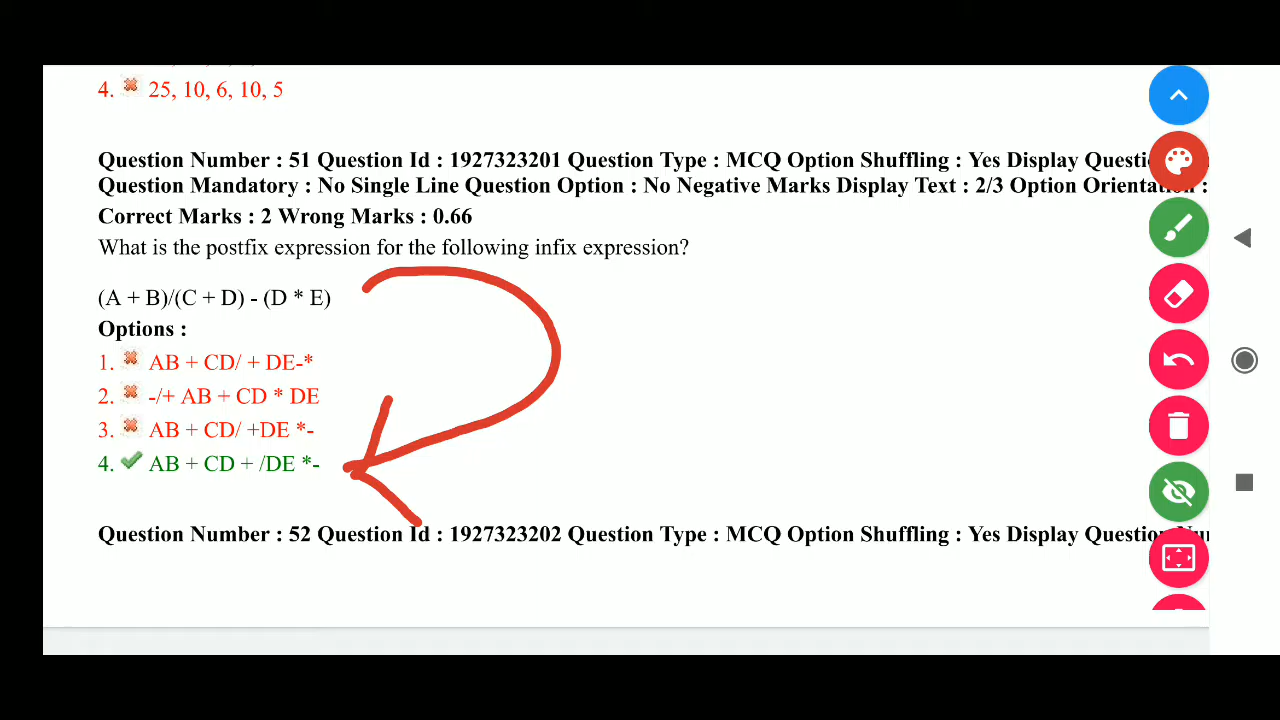 4. 25, 10, 6, 10, 5
Question Number : 51 Question Id : 1927323201 Question Type : MCQ Option Shuffling : Yes Display
Question Mandatory : No Single Line Question Option : No Negative Marks Display Text : 2/3 Option Orientation :
Correct Marks : 2 Wrong Marks : 0.66
What is the postfix expression for the following infix expression?
(A + B)/(C + D) - (D * E)
Options :
1. AB + CD/ + DE-*
2. -/+ AB + CD * DE
3. AB + CD/ +DE *-
4. AB + CD + /DE *-
Question Number : 52 Question Id : 1927323202 Question Type : MCQ Option Shuffling : Yes Display Question